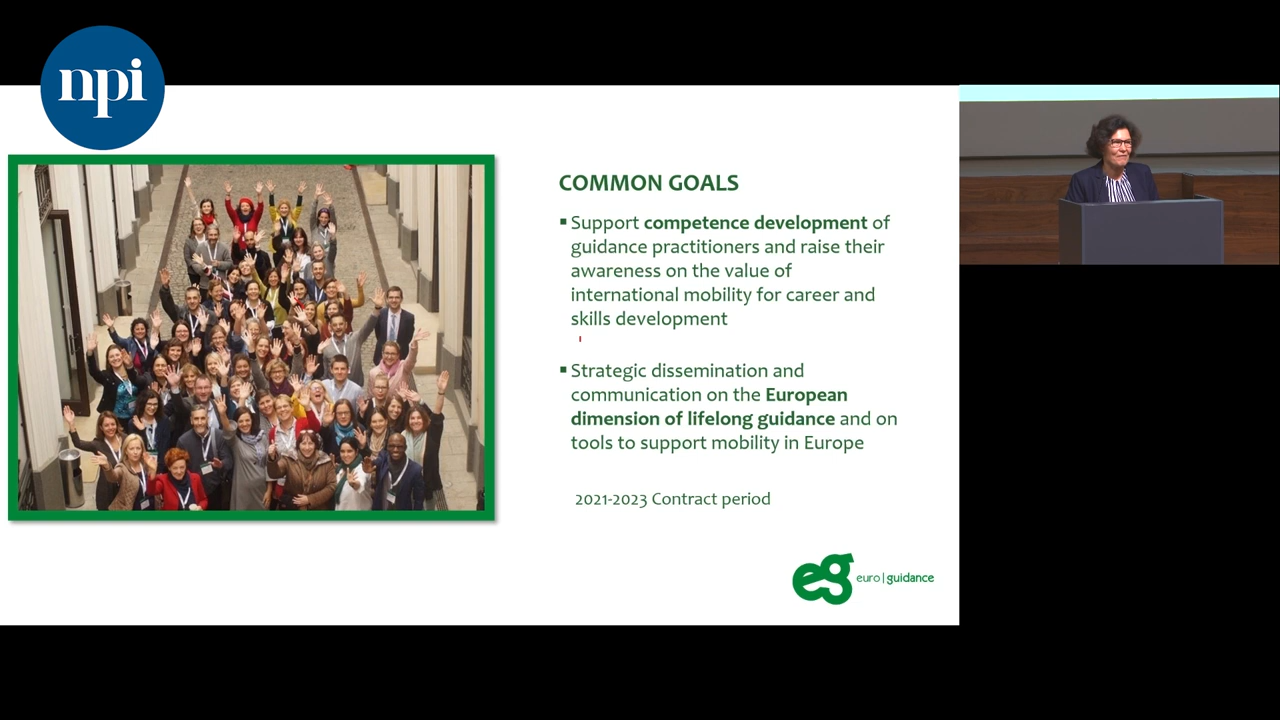 npi
COMMON GOALS
▪ Support competence development of
guidance practitioners and raise their
awareness on the value of
international mobility for career and
skills development
▪ Strategic dissemination and
communication on the European
dimension of lifelong guidance and on
tools to support mobility in Europe
2021-2023 Contract period
eg euro|guidance